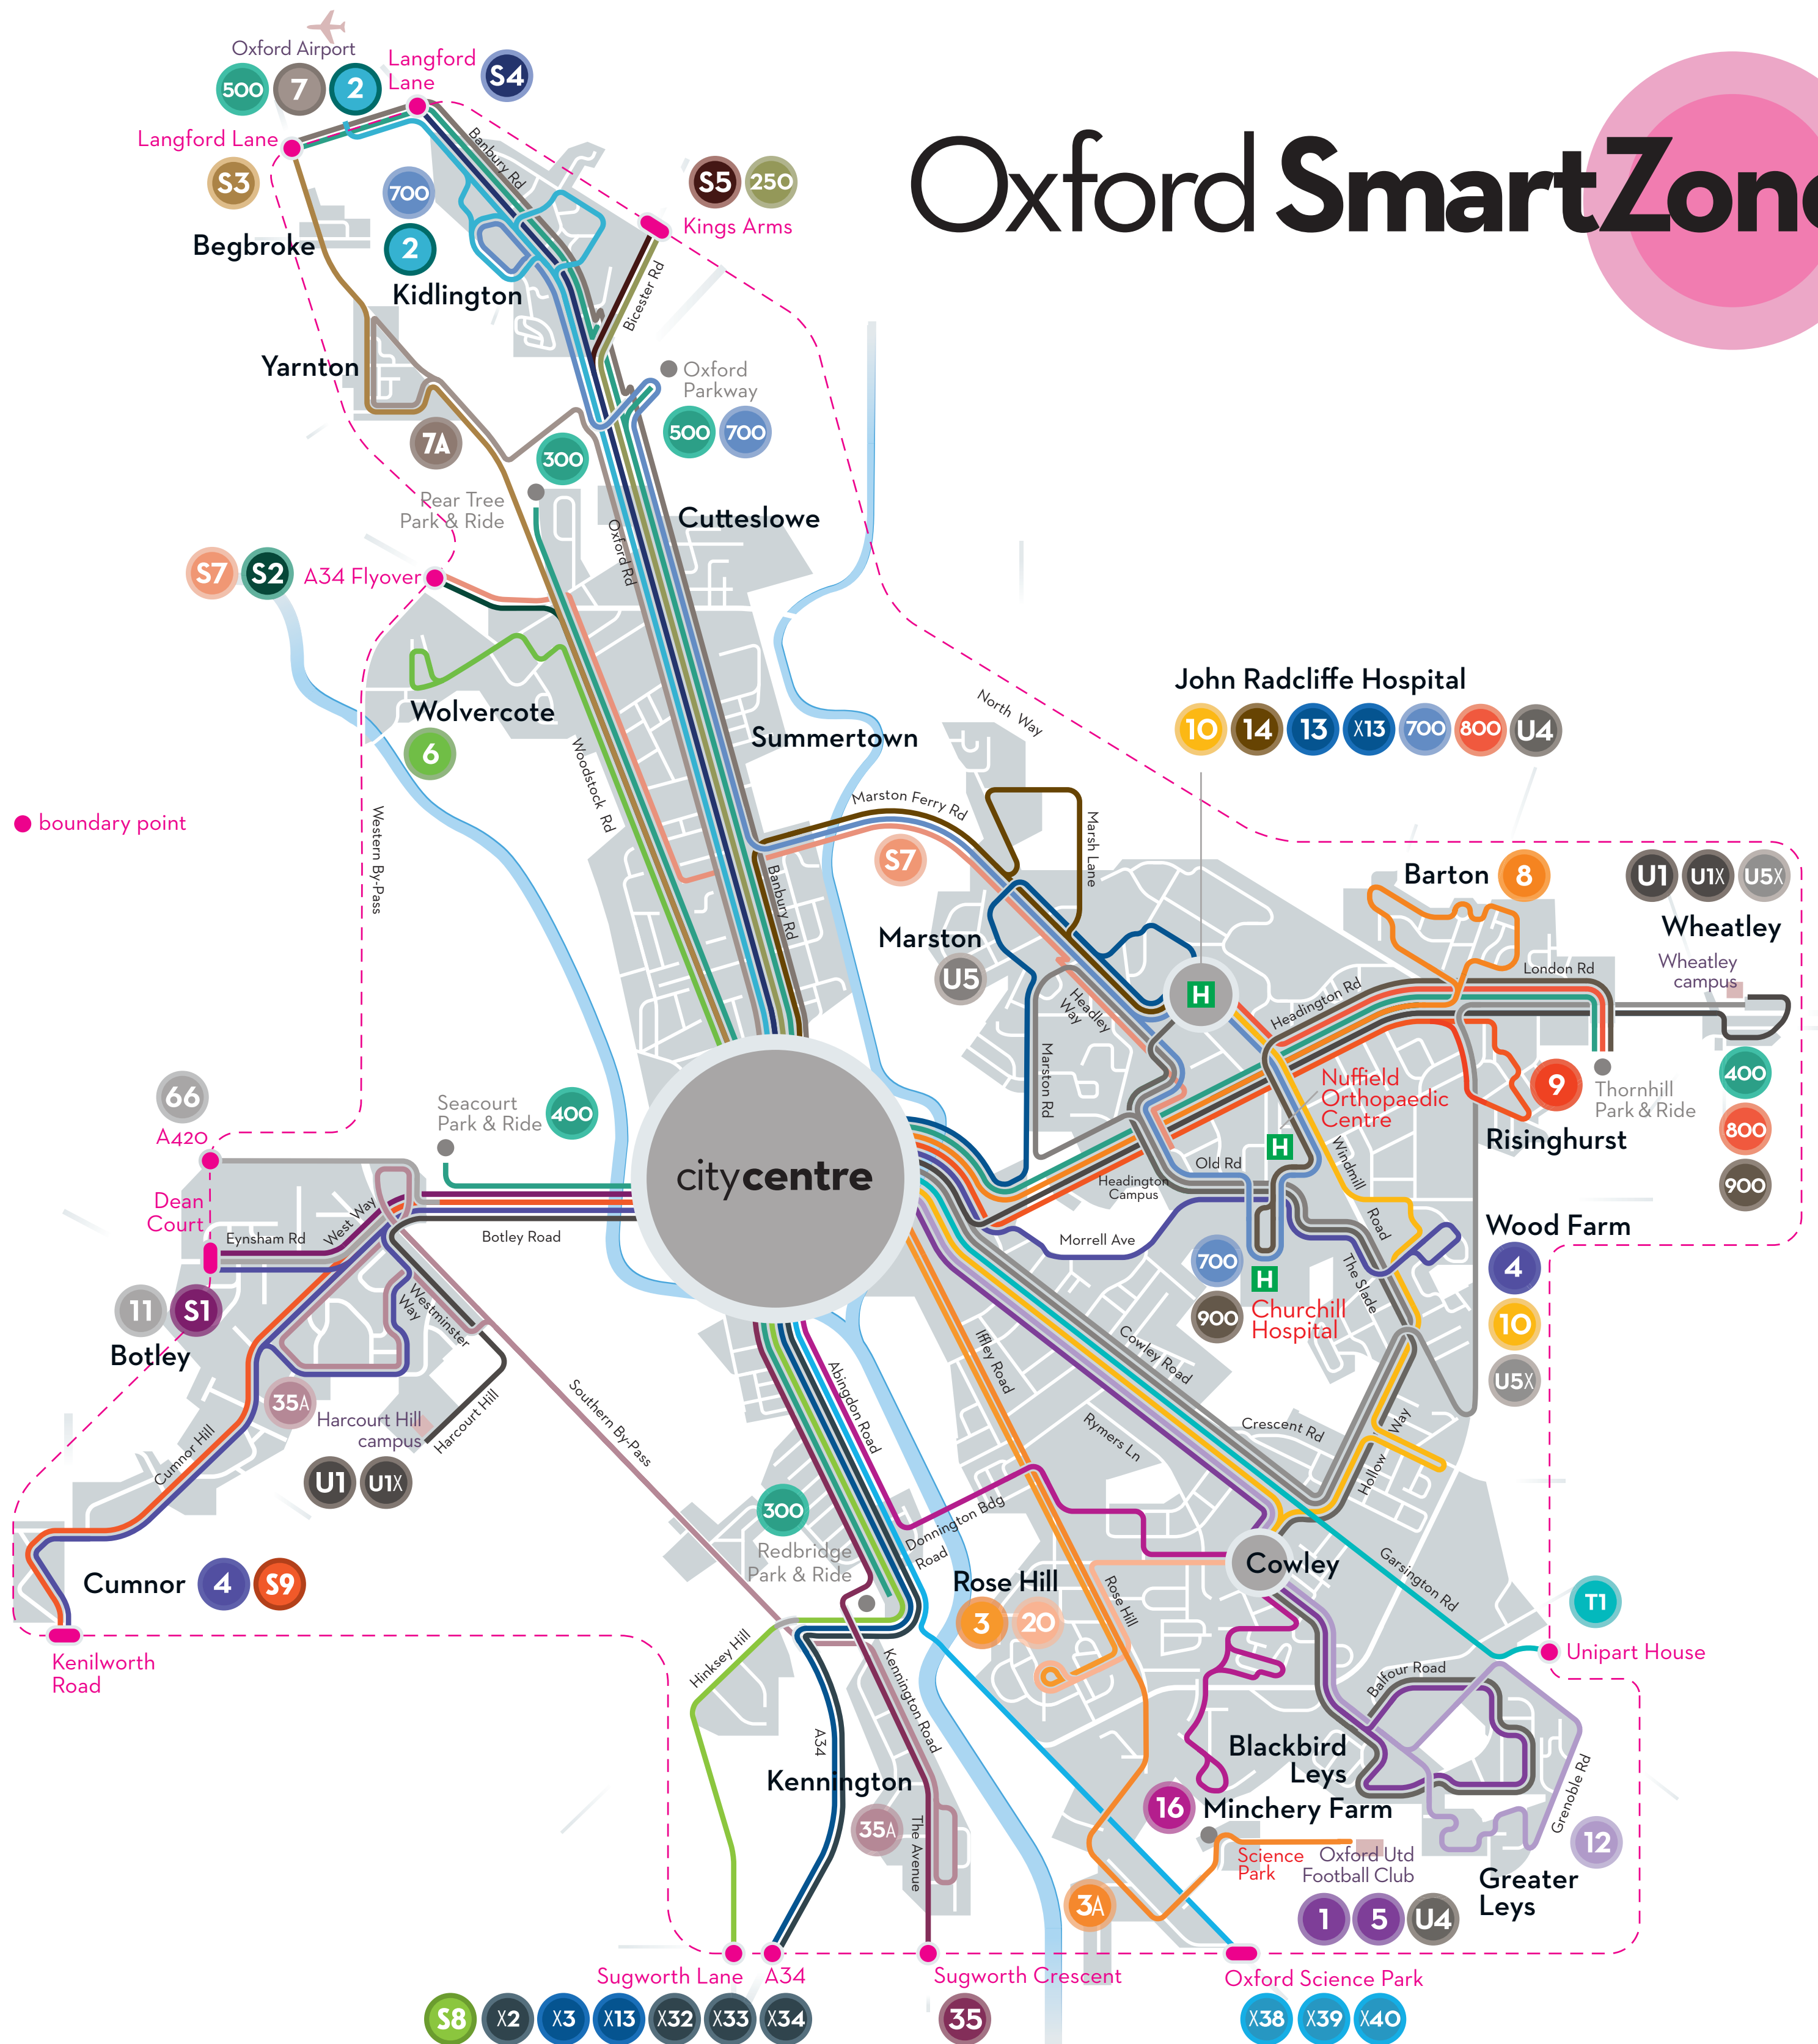 Oxford SmartZon
Oxford Airport
500
7
2
Langford
Lane
S4
Langford Lane
S3
Banbury Rd
700
2
S5
250
Kings Arms
Begbroke
Kidlington
Bicester Rd
Yarnton
Oxford
Parkway
500
700
7A
300
Pear Tree
Park & Ride
Cutteslowe
Oxford Rd
S7
S2
A34 Flyover
Wolvercote
6
Woodstock Rd
Summertown
North Way
John Radcliffe Hospital
10
14
13
X13
700
800
U4
boundary point
Western By-Pass
Marston Ferry Rd
S7
Marsh Lane
Banbury Rd
Barton
8
U1
U1X
U5X
Wheatley
Marston
U5
Wheatley
campus
London Rd
H
Headley
Way
Headington Rd
Marston Rd
Nuffield
Orthopaedic
Centre
H
9
Thornhill
Park & Ride
400
800
900
Risinghurst
66
A420
Seacourt
Park & Ride
400
city centre
Old Rd
Windmill
Road
Headington
Campus
Dean
Court
Eynsham Rd
West Way
Botley Road
Morrell Ave
Wood Farm
4
10
U5X
700
900
H
Churchill
Hospital
The Slade
11
S1
Botley
Westminster
Way
35A
Harcourt Hill
campus
Harcourt Hill
U1
U1X
Cumnor Hill
Southern By-Pass
Abingdon Road
Iffley Road
Cowley Road
Rymers Ln
Crescent Rd
Hollow Way
300
Redbridge
Park & Ride
Donnington Bdg
Road
Cumnor
4
S9
Kenilworth
Road
Rose Hill
3
20
Rose Hill
Cowley
Garsington Rd
T1
Unipart House
Hinksey Hill
Kennington Road
A34
Kennington
35A
The Avenue
Balfour Road
Blackbird
Leys
16
Minchery Farm
Science
Park
Oxford Utd
Football Club
1
5
U4
Grenoble Rd
12
Greater
Leys
3A
Sugworth Lane
A34
Sugworth Crescent
Oxford Science Park
S8
X2
X3
X13
X32
X33
X34
35
X38
X39
X40